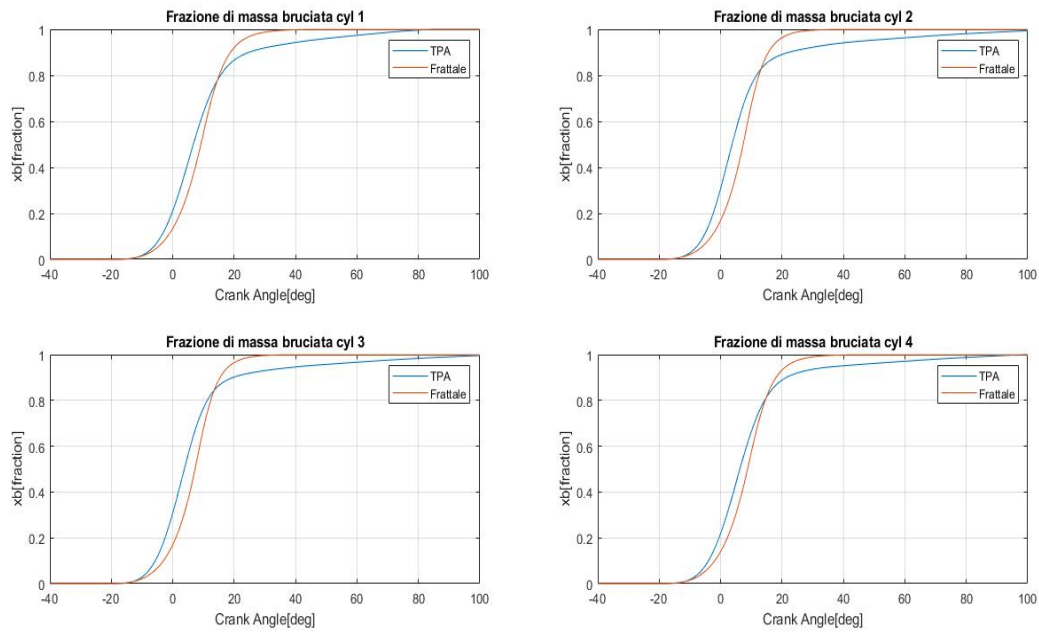 Frazione di massa bruciata cyl 1
1
0.8
0.6
0.4
0.2
0
xb[fraction]
TPA
Frattale
-40 -20 0 20 40 60 80 100
Crank Angle[deg]
Frazione di massa bruciata cyl 2
1
0.8
0.6
0.4
0.2
0
xb[fraction]
TPA
Frattale
-40 -20 0 20 40 60 80 100
Crank Angle[deg]
Frazione di massa bruciata cyl 3
1
0.8
0.6
0.4
0.2
0
xb[fraction]
TPA
Frattale
-40 -20 0 20 40 60 80 100
Crank Angle[deg]
Frazione di massa bruciata cyl 4
1
0.8
0.6
0.4
0.2
0
xb[fraction]
TPA
Frattale
-40 -20 0 20 40 60 80 100
Crank Angle[deg]